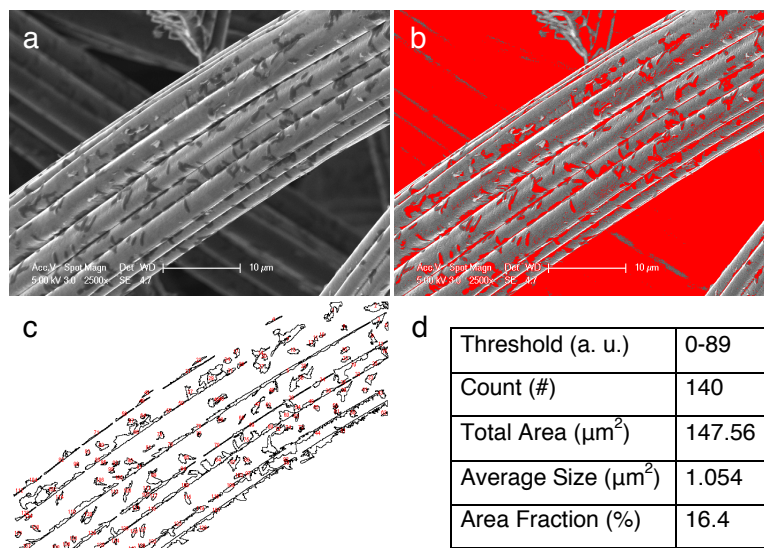 a
b
Acc.V Spot Magn Det WD 10 µm
5.00 kV 3.0 2500x SE 4.7
Acc.V Spot Magn Det WD 10 µm
5.00 kV 3.0 2500x SE 4.7
c
d
Threshold (a. u.) 0-89
Count (#) 140
Total Area (µm²) 147.56
Average Size (µm²) 1.054
Area Fraction (%) 16.4